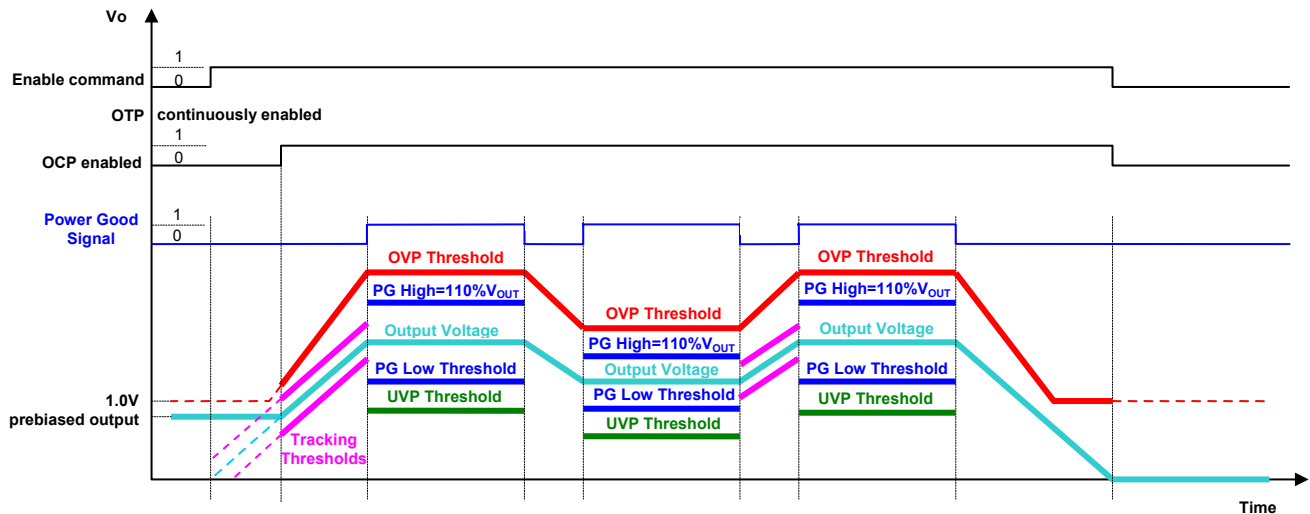 Vo
1
Enable command
0
OTP continuously enabled
1
OCP enabled
0
Power Good
Signal
1
0
OVP Threshold
OVP Threshold
OVP Threshold
PG High=110%VOUT
PG High=110%VOUT
PG High=110%VOUT
Output Voltage
Output Voltage
Output Voltage
PG Low Threshold
PG Low Threshold
PG Low Threshold
UVP Threshold
UVP Threshold
UVP Threshold
1.0V
prebiased output
Tracking
Thresholds
Time